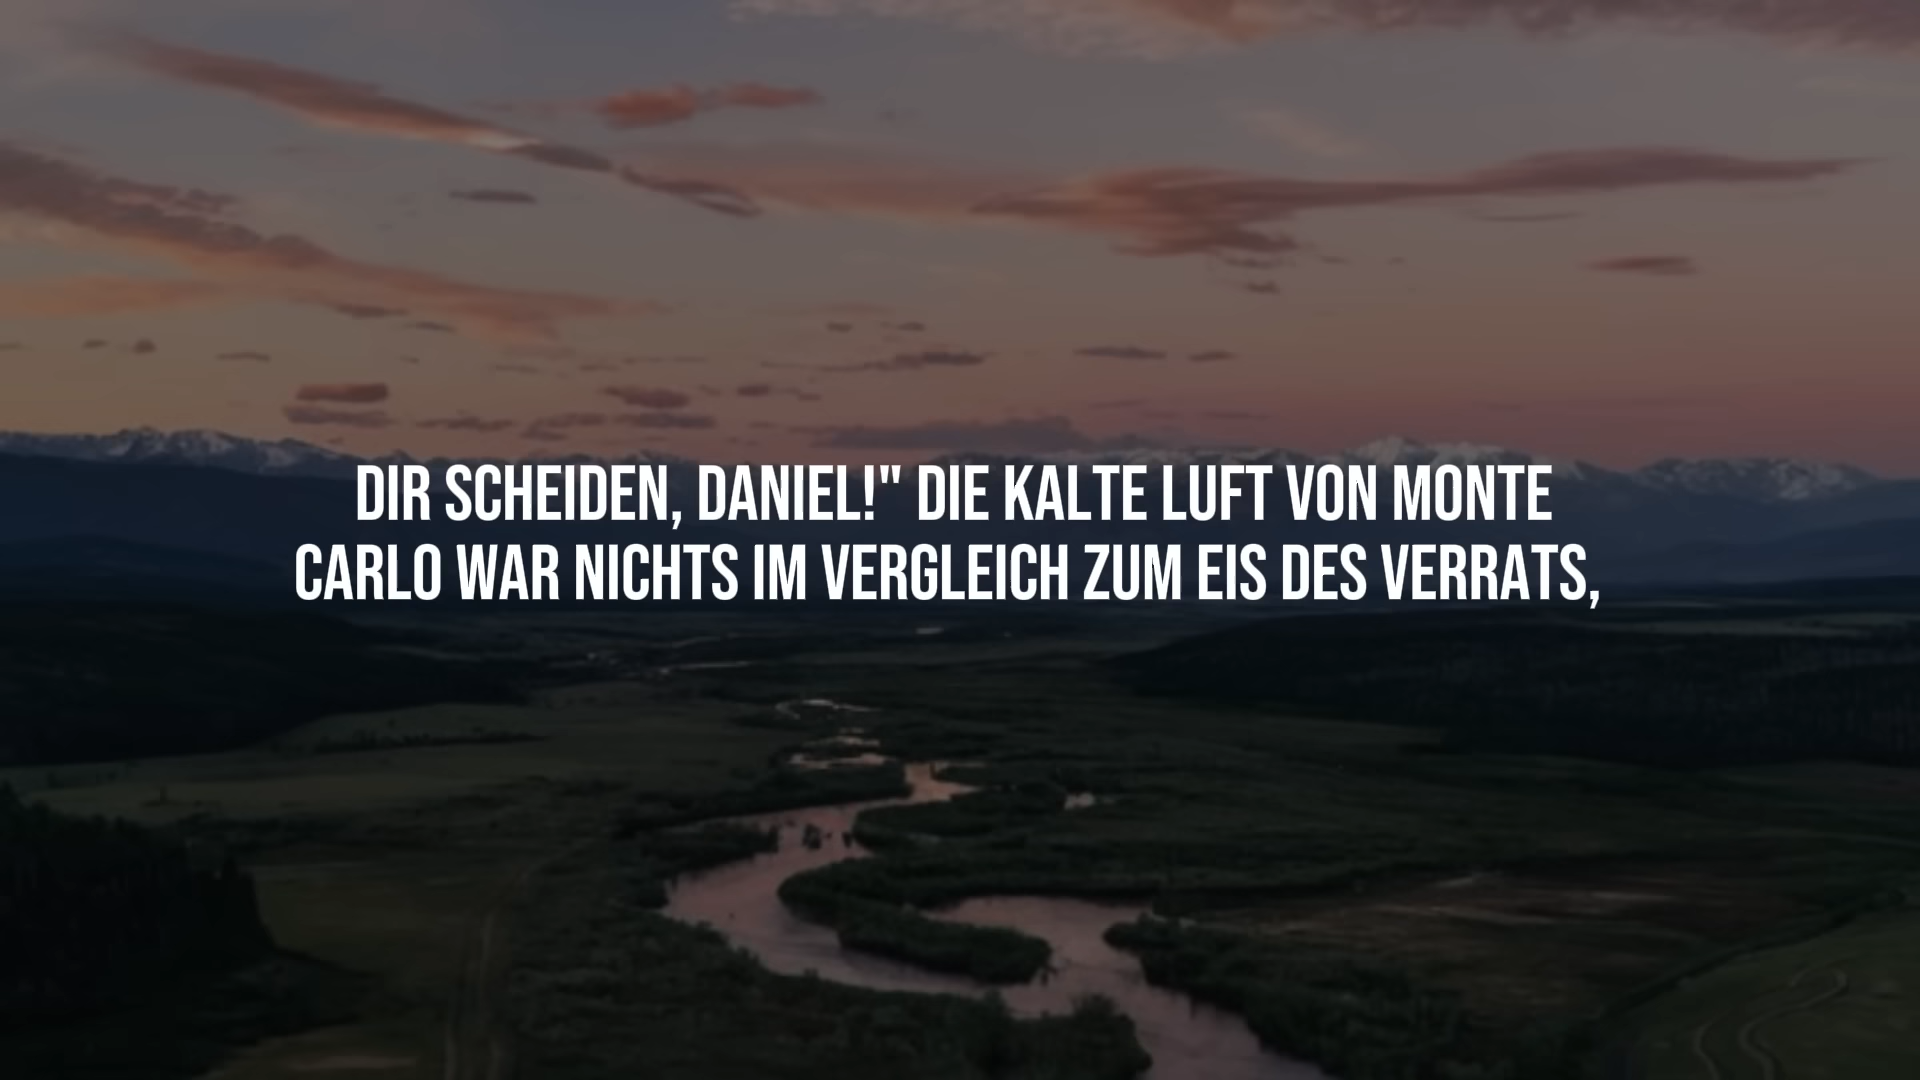 DIR SCHEIDEN, DANIEL!" DIE KALTE LUFT VON MONTE
CARLO WAR NICHTS IM VERGLEICH ZUM EIS DES VERRATS,